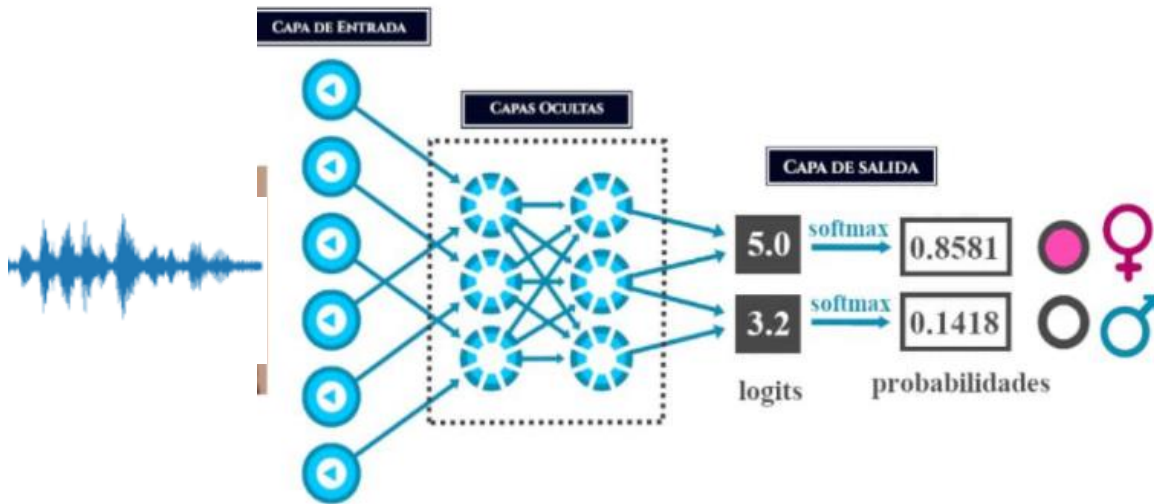 CAPA DE ENTRADA
CAPAS OCULTAS
CAPA DE SALIDA
5.0
softmax
0.8581
3.2
softmax
0.1418
logits
probabilidades